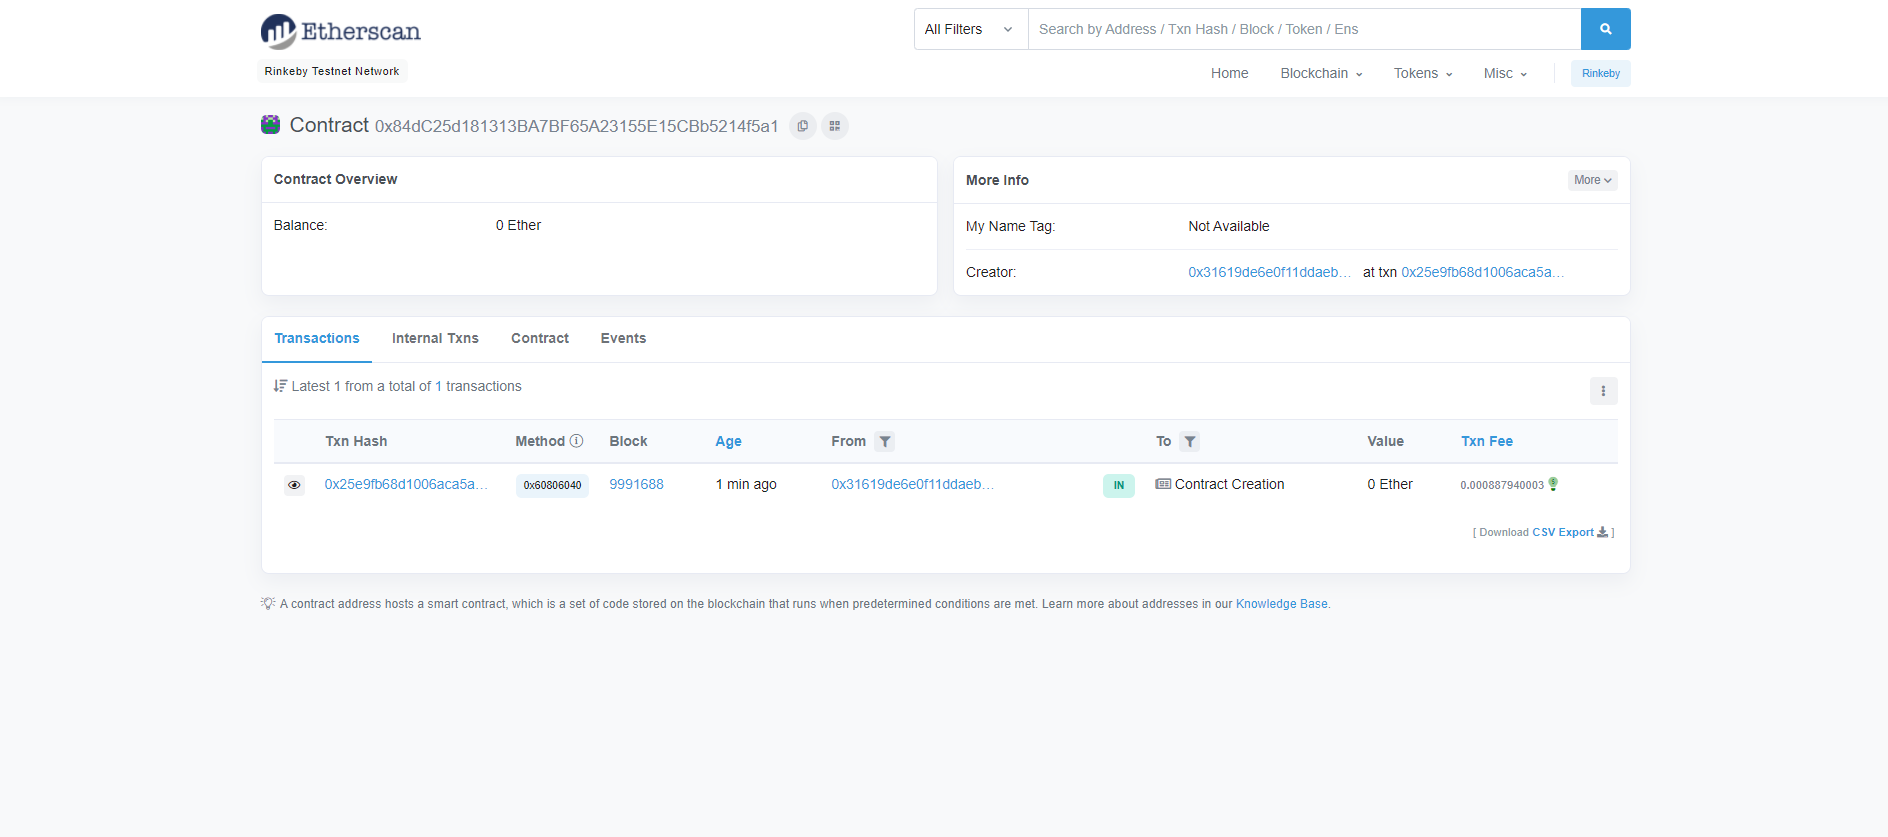 Etherscan
All Filters
Search by Address / Txn Hash / Block / Token / Ens
Rinkeby Testnet Network
Home Blockchain Tokens Misc Rinkeby
Contract 0x84dC25d181313BA7BF65A23155E15CBb5214f5a1
Contract Overview
Balance: 0 Ether
More Info More
My Name Tag: Not Available
Creator: 0x31619de6e0f11ddaeb... at txn 0x25e9fb68d1006aca5a...
Transactions Internal Txns Contract Events
Latest 1 from a total of 1 transactions
Txn Hash Method Block Age From To Value Txn Fee
0x25e9fb68d1006aca5a... 0x60806040 9991688 1 min ago 0x31619de6e0f11ddaeb... IN Contract Creation 0 Ether 0.000887940003
[ Download CSV Export ]
A contract address hosts a smart contract, which is a set of code stored on the blockchain that runs when predetermined conditions are met. Learn more about addresses in our Knowledge Base.